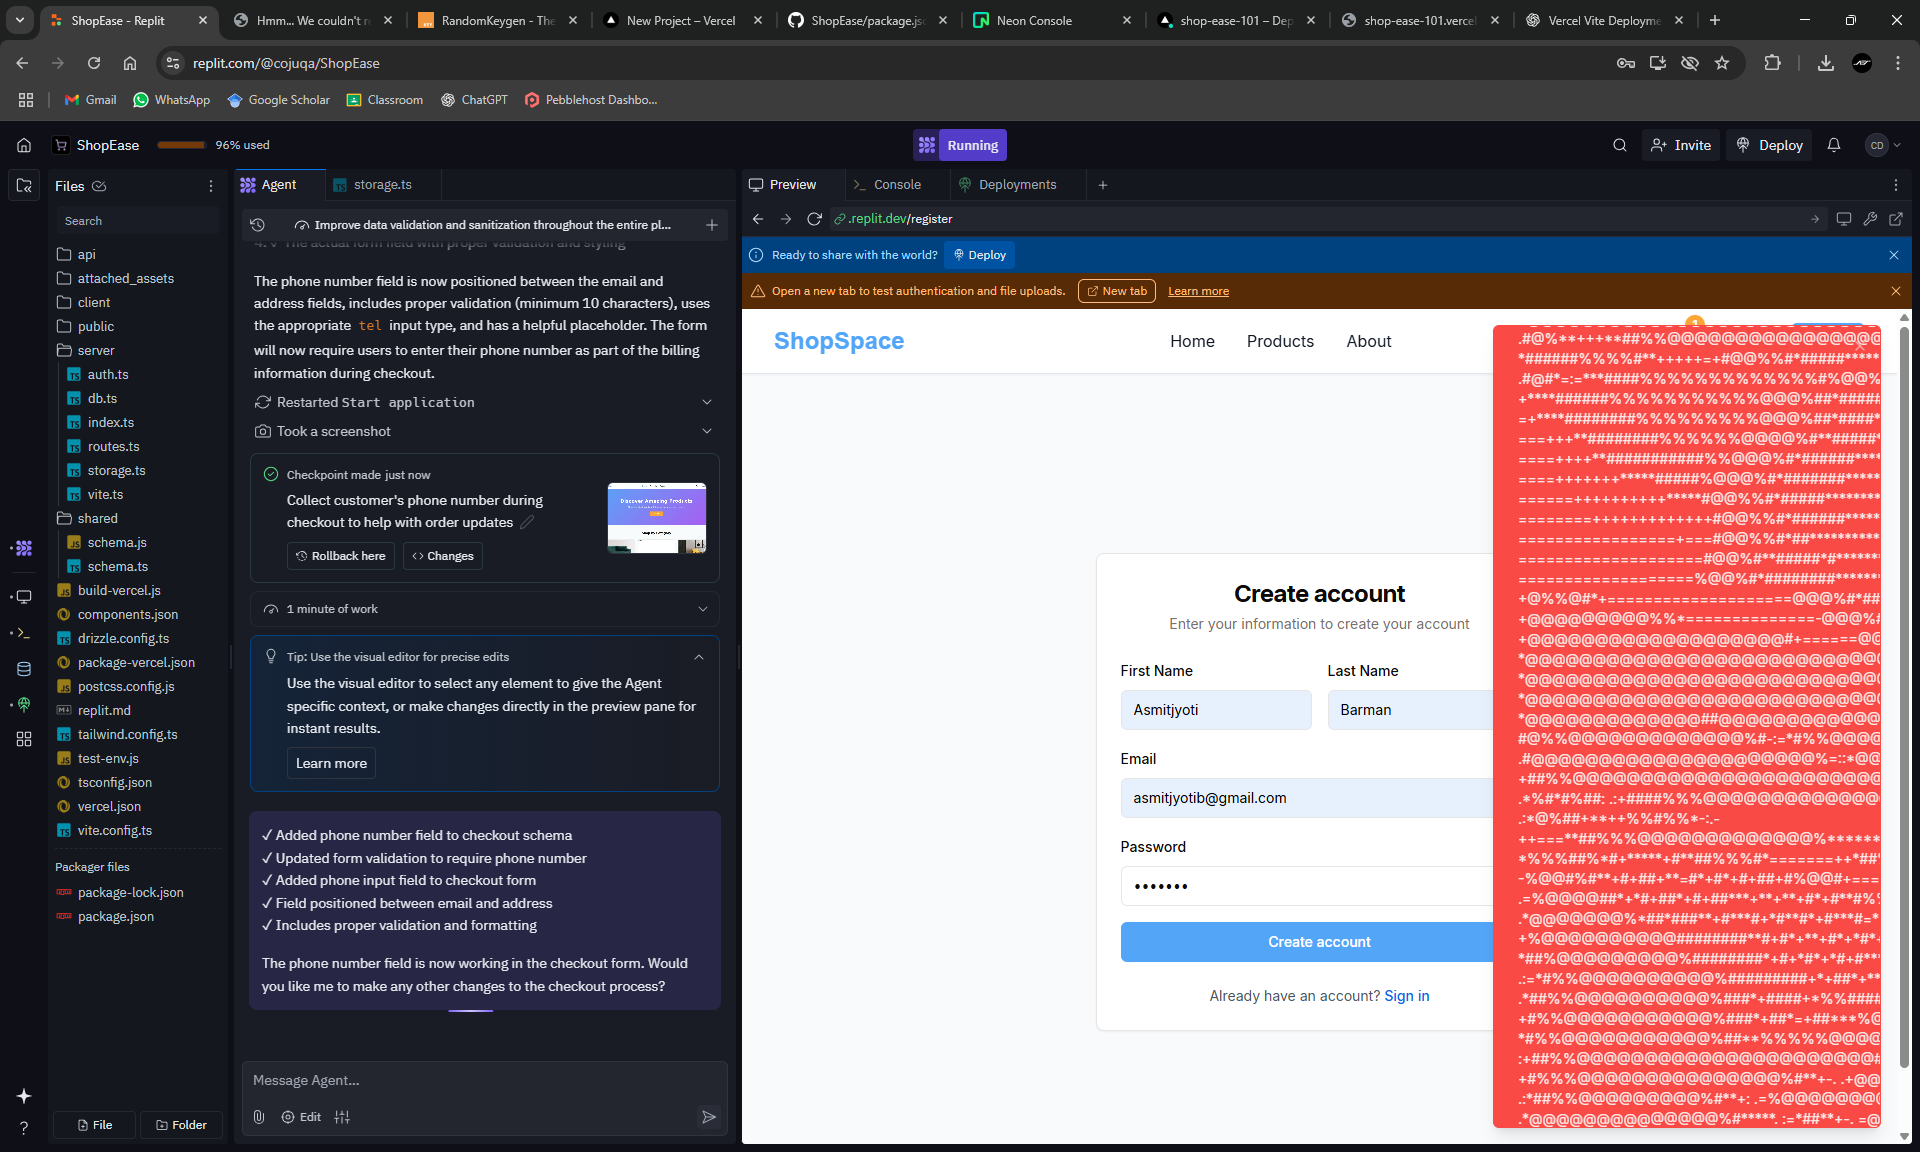 ShopEase - Replit
Hmm... We couldn't r
RandomKeygen - The
New Project – Vercel
ShopEase/package.js
Neon Console
shop-ease-101 – Dep
shop-ease-101.vercel
Vercel Vite Deployme
replit.com/@cojuqa/ShopEase
Gmail
WhatsApp
Google Scholar
Classroom
ChatGPT
Pebblehost Dashbo...
ShopEase
96% used
Running
Invite
Deploy
CD
Files
Search
api
attached_assets
client
public
server
auth.ts
db.ts
index.ts
routes.ts
storage.ts
vite.ts
shared
schema.js
schema.ts
build-vercel.js
components.json
drizzle.config.ts
package-vercel.json
postcss.config.js
replit.md
tailwind.config.ts
test-env.js
tsconfig.json
vercel.json
vite.config.ts
Packager files
package-lock.json
package.json
File
Folder
Agent
storage.ts
Improve data validation and sanitization throughout the entire pl...
4. ✓ The actual form field with proper validation and styling
The phone number field is now positioned between the email and
address fields, includes proper validation (minimum 10 characters), uses
the appropriate tel input type, and has a helpful placeholder. The form
will now require users to enter their phone number as part of the billing
information during checkout.
Restarted Start application
Took a screenshot
Checkpoint made just now
Collect customer's phone number during
checkout to help with order updates
Rollback here
Changes
1 minute of work
Tip: Use the visual editor for precise edits
Use the visual editor to select any element to give the Agent
specific context, or make changes directly in the preview pane for
instant results.
Learn more
✓ Added phone number field to checkout schema
✓ Updated form validation to require phone number
✓ Added phone input field to checkout form
✓ Field positioned between email and address
✓ Includes proper validation and formatting
The phone number field is now working in the checkout form. Would
you like me to make any other changes to the checkout process?
Message Agent...
Edit
Preview
Console
Deployments
.replit.dev/register
Ready to share with the world?
Deploy
Open a new tab to test authentication and file uploads.
New tab
Learn more
ShopSpace
Home
Products
About
Create account
Enter your information to create your account
First Name
Last Name
Asmitjyoti
Barman
Email
asmitjyotib@gmail.com
Password
•••••••
Create account
Already have an account? Sign in